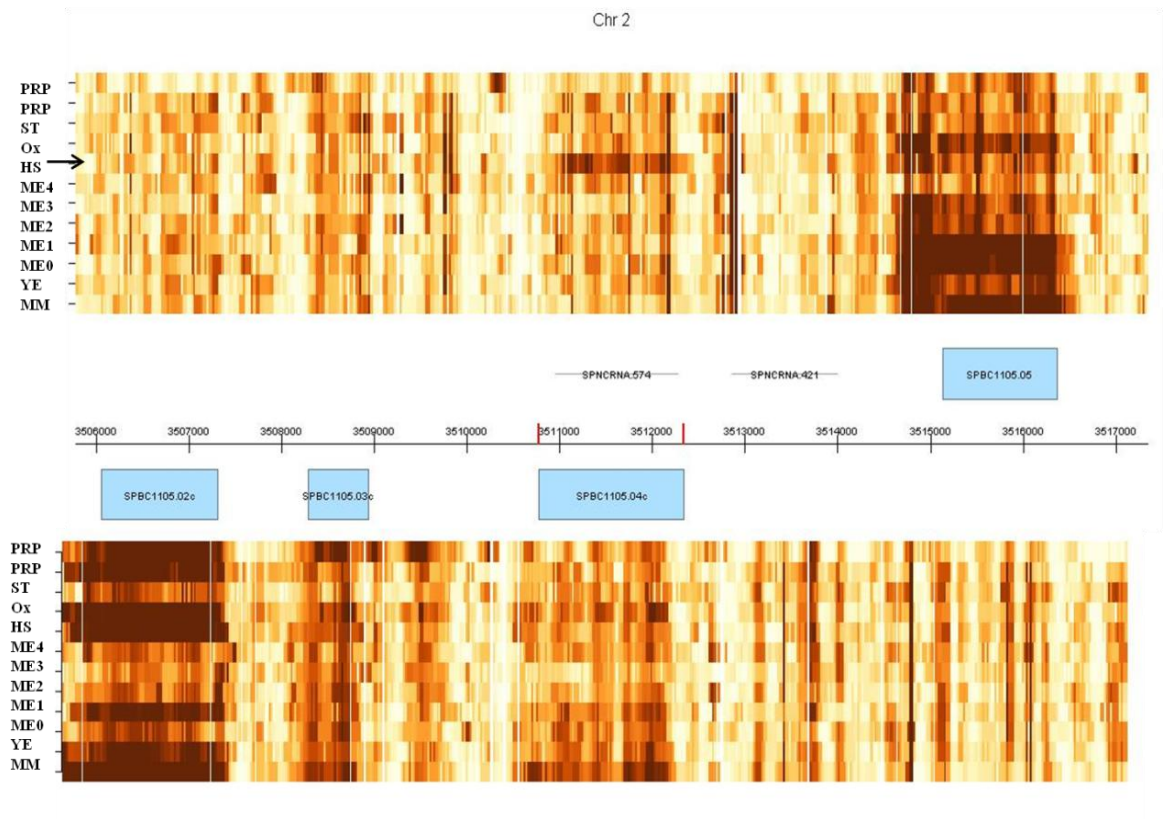 Chr 2
PRP
PRP
ST
Ox
HS
ME4
ME3
ME2
ME1
ME0
YE
MM
SPNCRNA.574 SPNCRNA.421 SPBC1105.05
3506000 3507000 3508000 3509000 3510000 3511000 3512000 3513000 3514000 3515000 3516000 3517000
SPBC1105.02c SPBC1105.03c SPBC1105.04c
PRP
PRP
ST
Ox
HS
ME4
ME3
ME2
ME1
ME0
YE
MM